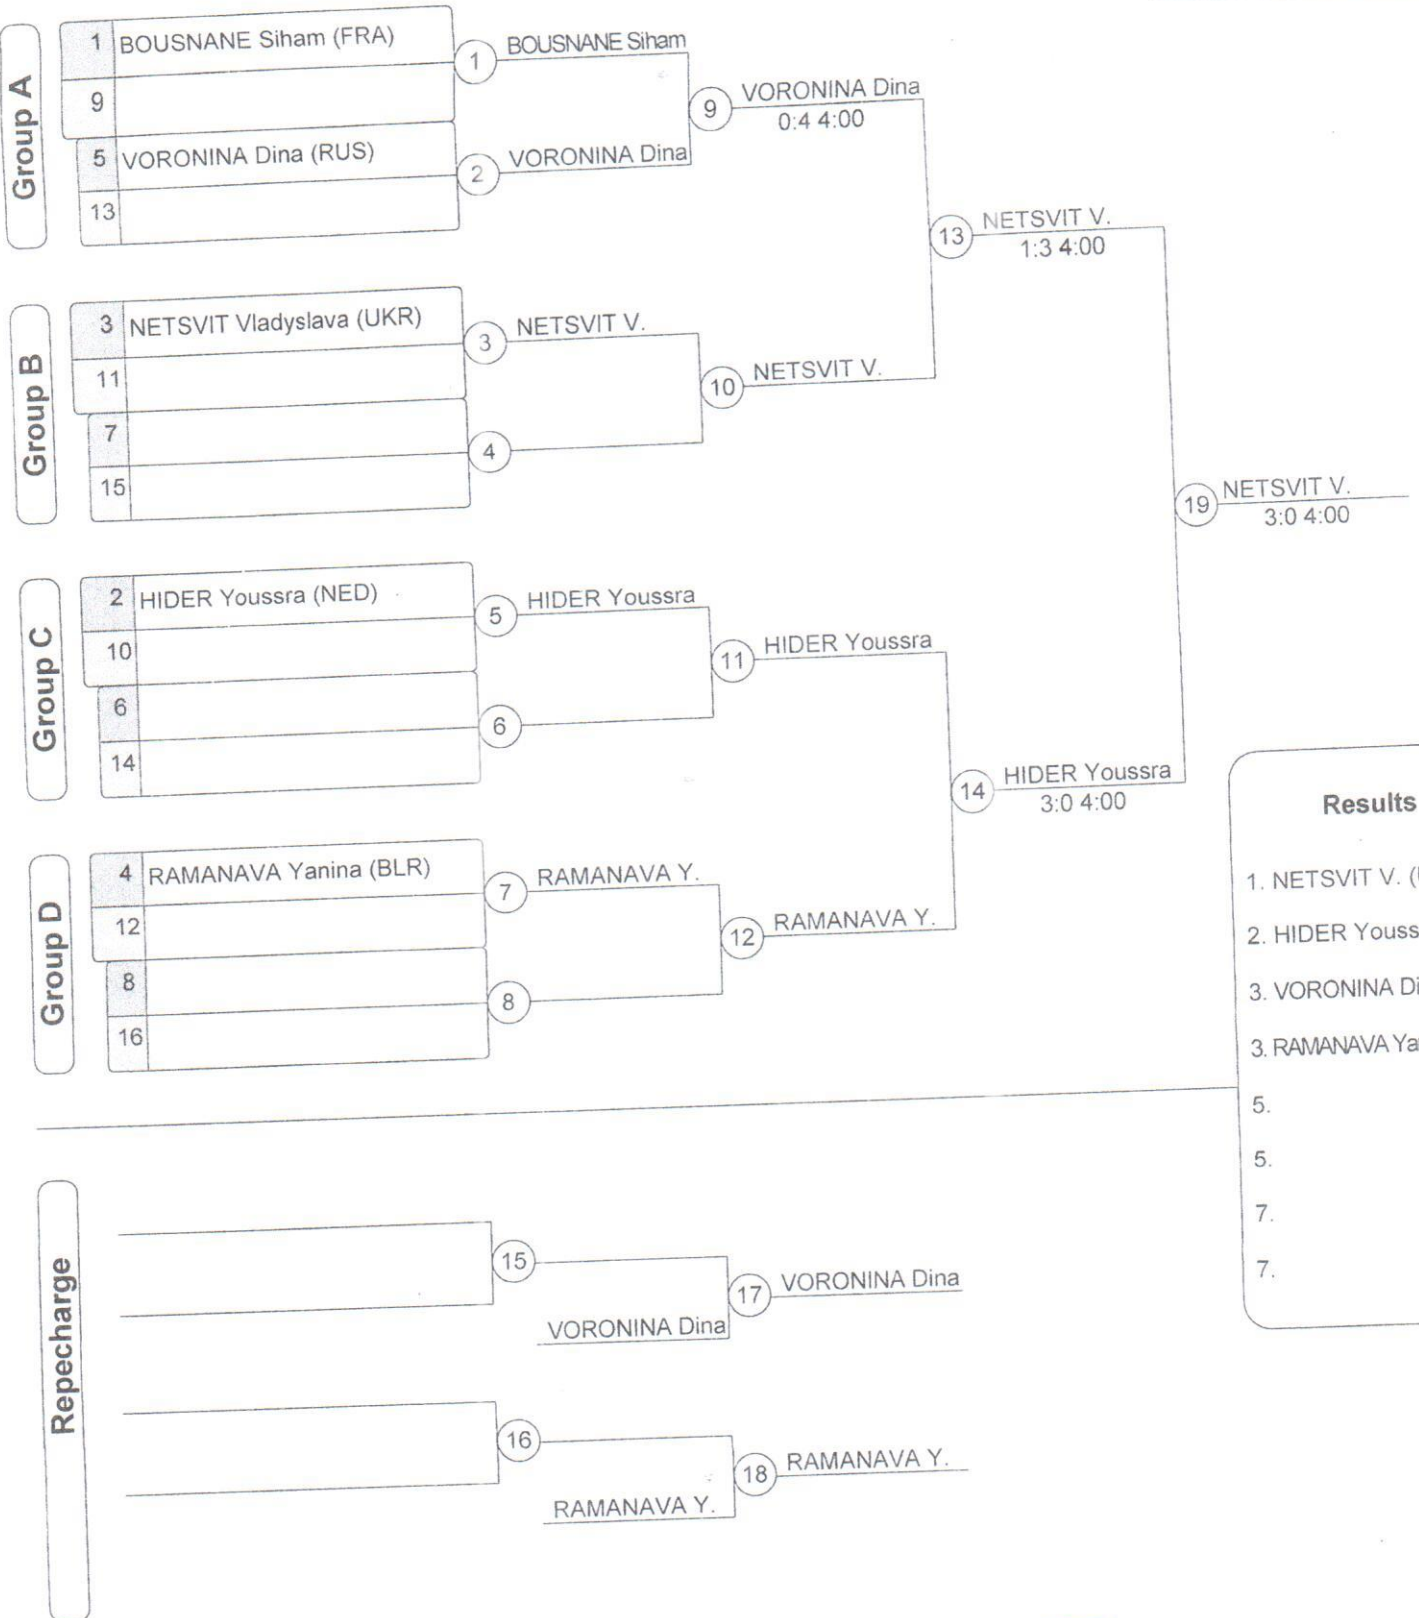 Group A
1 BOUSNANE Siham (FRA)
9
5 VORONINA Dina (RUS)
13
1 BOUSNANE Siham
2 VORONINA Dina
9 VORONINA Dina
0:4 4:00
13 NETSVIT V.
1:3 4:00
Group B
3 NETSVIT Vladyslava (UKR)
11
7
15
3 NETSVIT V.
4
10 NETSVIT V.
19 NETSVIT V.
3:0 4:00
Group C
2 HIDER Youssra (NED)
10
6
14
5 HIDER Youssra
6
11 HIDER Youssra
14 HIDER Youssra
3:0 4:00
Group D
4 RAMANAVA Yanina (BLR)
12
8
16
7 RAMANAVA Y.
8
12 RAMANAVA Y.
Results
1. NETSVIT V. (
2. HIDER Youss
3. VORONINA Di
3. RAMANAVA Ya
5.
5.
7.
7.
Repecharge
15
VORONINA Dina
17 VORONINA Dina
16
RAMANAVA Y.
18 RAMANAVA Y.